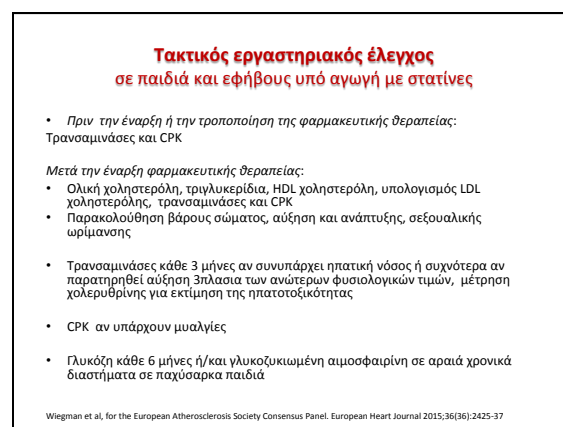 Τακτικός εργαστηριακός έλεγχος
σε παιδιά και εφήβους υπό αγωγή με στατίνες
• Πριν την έναρξη ή την τροποποίηση της φαρμακευτικής θεραπείας:
Τρανσαμινάσες και CPK
Μετά την έναρξη φαρμακευτικής θεραπείας:
• Ολική χοληστερόλη, τριγλυκερίδια, HDL χοληστερόλη, υπολογισμός LDL
χοληστερόλης, τρανσαμινάσες και CPK
• Παρακολούθηση βάρους σώματος, αύξηση και ανάπτυξης, σεξουαλικής
ωρίμανσης
• Τρανσαμινάσες κάθε 3 μήνες αν συνυπάρχει ηπατική νόσος ή συχνότερα αν
παρατηρηθεί αύξηση 3πλασια των ανώτερων φυσιολογικών τιμών, μέτρηση
χολερυθρίνης για εκτίμηση της ηπατοτοξικότητας
• CPK αν υπάρχουν μυαλγίες
• Γλυκόζη κάθε 6 μήνες ή/και γλυκοζυκιωμένη αιμοσφαιρίνη σε αραιά χρονικά
διαστήματα σε παχύσαρκα παιδιά
Wiegman et al, for the European Atherosclerosis Society Consensus Panel. European Heart Journal 2015;36(36):2425-37